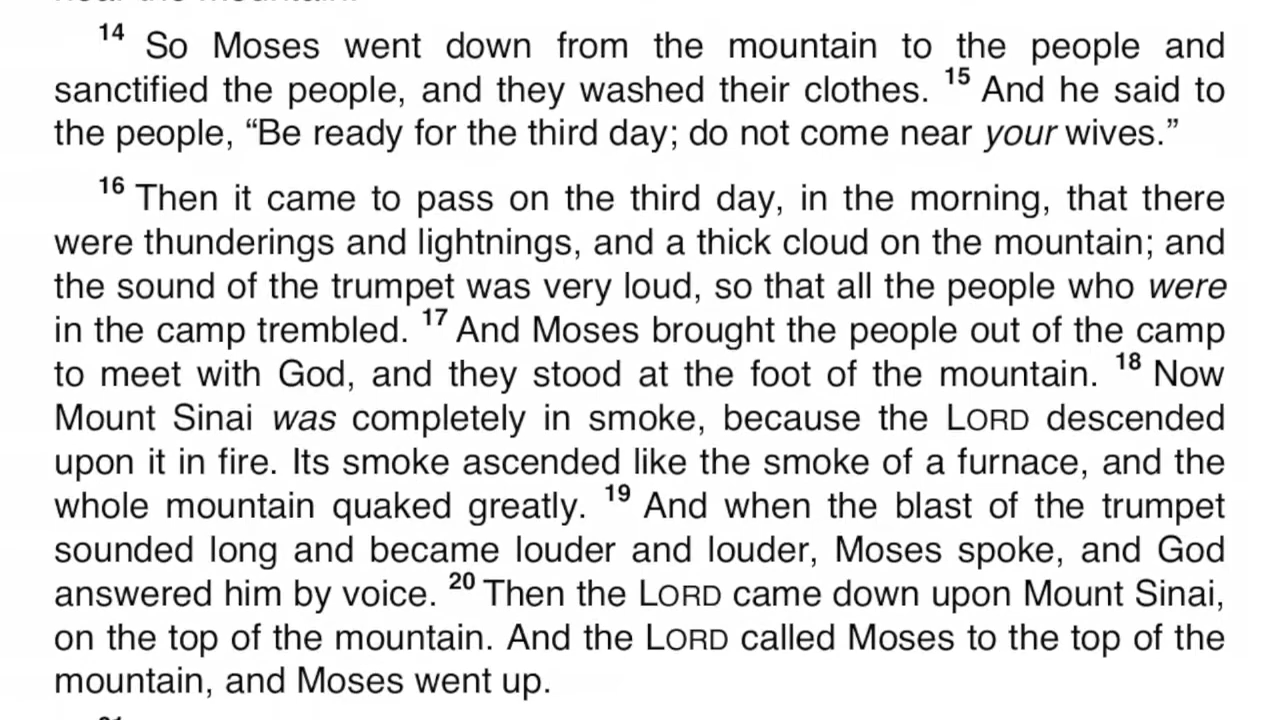 14 So Moses went down from the mountain to the people and
sanctified the people, and they washed their clothes. 15 And he said to
the people, “Be ready for the third day; do not come near your wives.”
16 Then it came to pass on the third day, in the morning, that there
were thunderings and lightnings, and a thick cloud on the mountain; and
the sound of the trumpet was very loud, so that all the people who were
in the camp trembled. 17 And Moses brought the people out of the camp
to meet with God, and they stood at the foot of the mountain. 18 Now
Mount Sinai was completely in smoke, because the LORD descended
upon it in fire. Its smoke ascended like the smoke of a furnace, and the
whole mountain quaked greatly. 19 And when the blast of the trumpet
sounded long and became louder and louder, Moses spoke, and God
answered him by voice. 20 Then the LORD came down upon Mount Sinai,
on the top of the mountain. And the LORD called Moses to the top of the
mountain, and Moses went up.